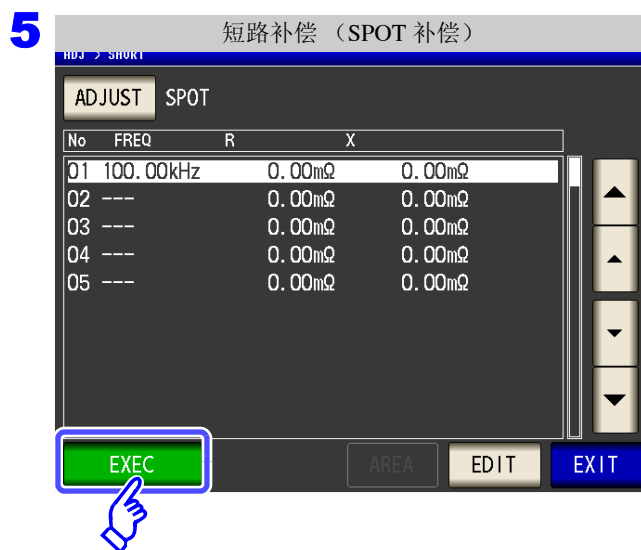 5
短路补偿 （SPOT 补偿）
ADJ > SHORT
ADJUST SPOT
No FREQ R X
01 100.00kHz 0.00mΩ 0.00mΩ
02 --- 0.00mΩ 0.00mΩ
03 --- 0.00mΩ 0.00mΩ
04 --- 0.00mΩ 0.00mΩ
05 --- 0.00mΩ 0.00mΩ
EXEC AREA EDIT EXIT